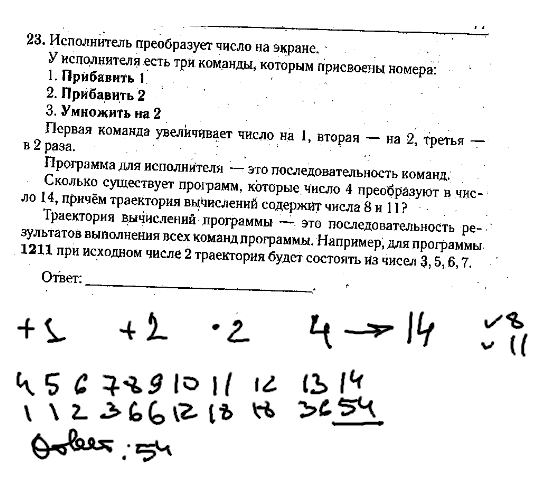 23. Исполнитель преобразует число на экране.
У исполнителя есть три команды, которым присвоены номера:
1. Прибавить 1
2. Прибавить 2
3. Умножить на 2
Первая команда увеличивает число на 1, вторая — на 2, третья —
в 2 раза.
Программа для исполнителя — это последовательность команд.
Сколько существует программ, которые число 4 преобразуют в чис-
ло 14, причём траектория вычислений содержит числа 8 и 11?
Траектория вычислений программы — это последовательность ре-
зультатов выполнения всех команд программы. Например, для программы
1211 при исходном числе 2 траектория будет состоять из чисел 3, 5, 6, 7.
Ответ:
+1 +2 ·2 4 → 14 ✓8
✓11
4 5 6 7 8 9 10 11 12 13 14
1 1 2 3 6 6 12 18 18 36 54
Ответ: 54